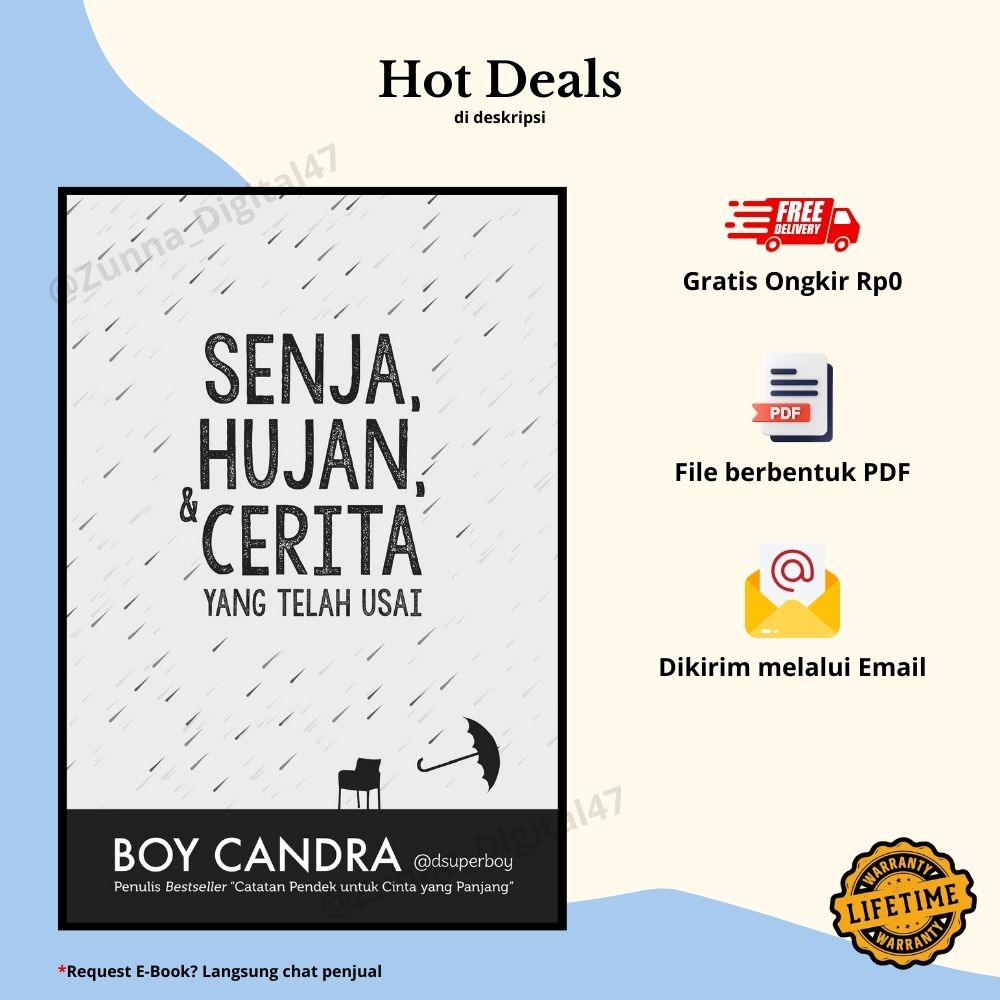 Hot Deals
di deskripsi
@Zunna_Digital47
SENJA,
HUJAN,
& CERITA
YANG TELAH USAI
BOY CANDRA @dsuperboy
Penulis Bestseller “Catatan Pendek untuk Cinta yang Panjang”
@Zunna_Digital47
FREE
DELIVERY
Gratis Ongkir Rp0
PDF
File berbentuk PDF
@
Dikirim melalui Email
WARRANTY
LIFETIME
WARRANTY
*Request E-Book? Langsung chat penjual